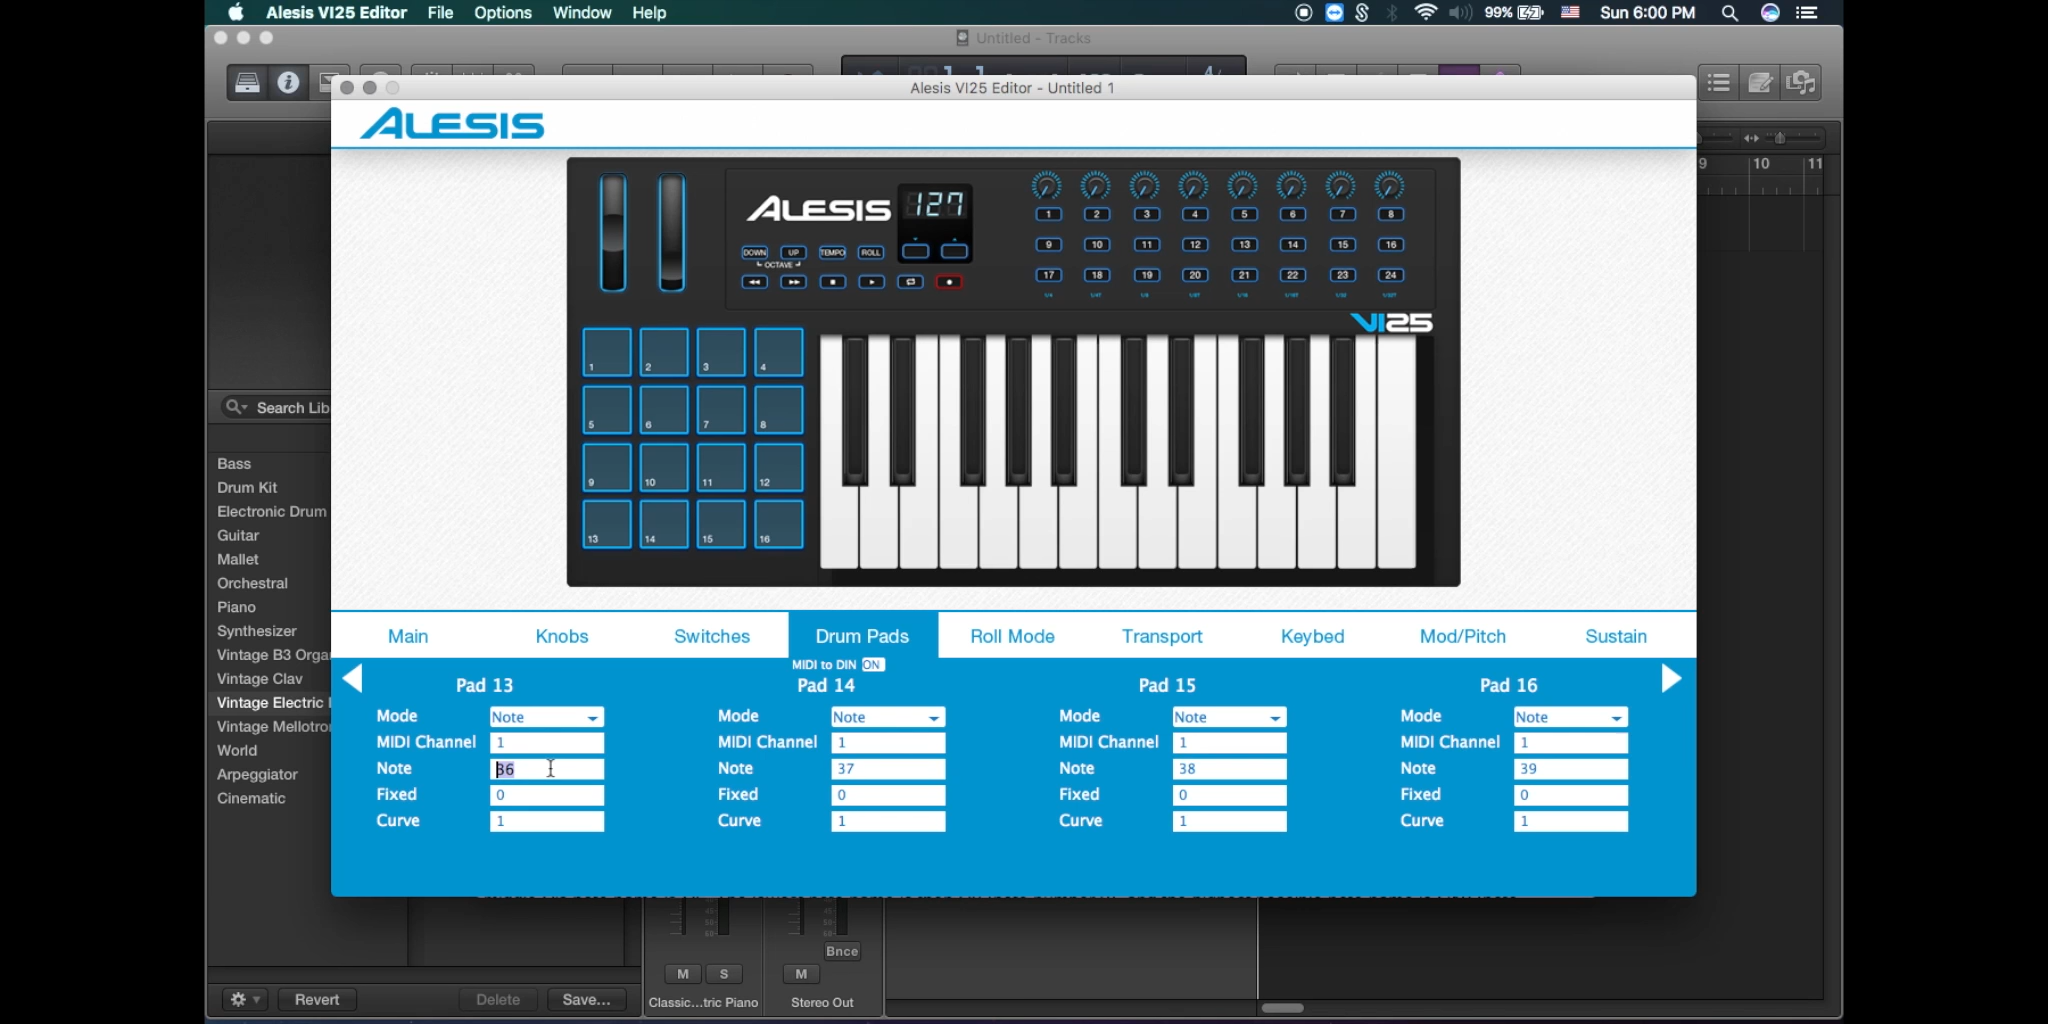 Alesis VI25 Editor File Options Window Help 99% Sun 6:00 PM
Untitled - Tracks
Alesis VI25 Editor - Untitled 1
ALESIS
ALESIS 127
1 2 3 4 5 6 7 8
9 10 11 12 13 14 15 16
DOWN UP TEMPO ROLL
OCTAVE
17 18 19 20 21 22 23 24
VI25
1 2 3 4
5 6 7 8
9 10 11 12
13 14 15 16
9 10 11
Search Lib
Bass
Drum Kit
Electronic Drum
Guitar
Mallet
Orchestral
Piano
Synthesizer
Vintage B3 Orga
Vintage Clav
Vintage Electric
Vintage Mellotro
World
Arpeggiator
Cinematic
Main Knobs Switches Drum Pads Roll Mode Transport Keybed Mod/Pitch Sustain
MIDI to DIN ON
Pad 13 Pad 14 Pad 15 Pad 16
Mode Note Mode Note Mode Note Mode Note
MIDI Channel 1 MIDI Channel 1 MIDI Channel 1 MIDI Channel 1
Note 36 Note 37 Note 38 Note 39
Fixed 0 Fixed 0 Fixed 0 Fixed 0
Curve 1 Curve 1 Curve 1 Curve 1
Bnce
M S M
Revert Delete Save... Classic...tric Piano Stereo Out